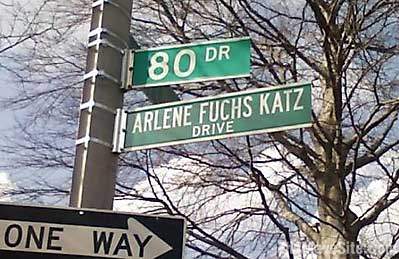 80 DR
ARLENE FUCHS KATZ
DRIVE
ONE WAY